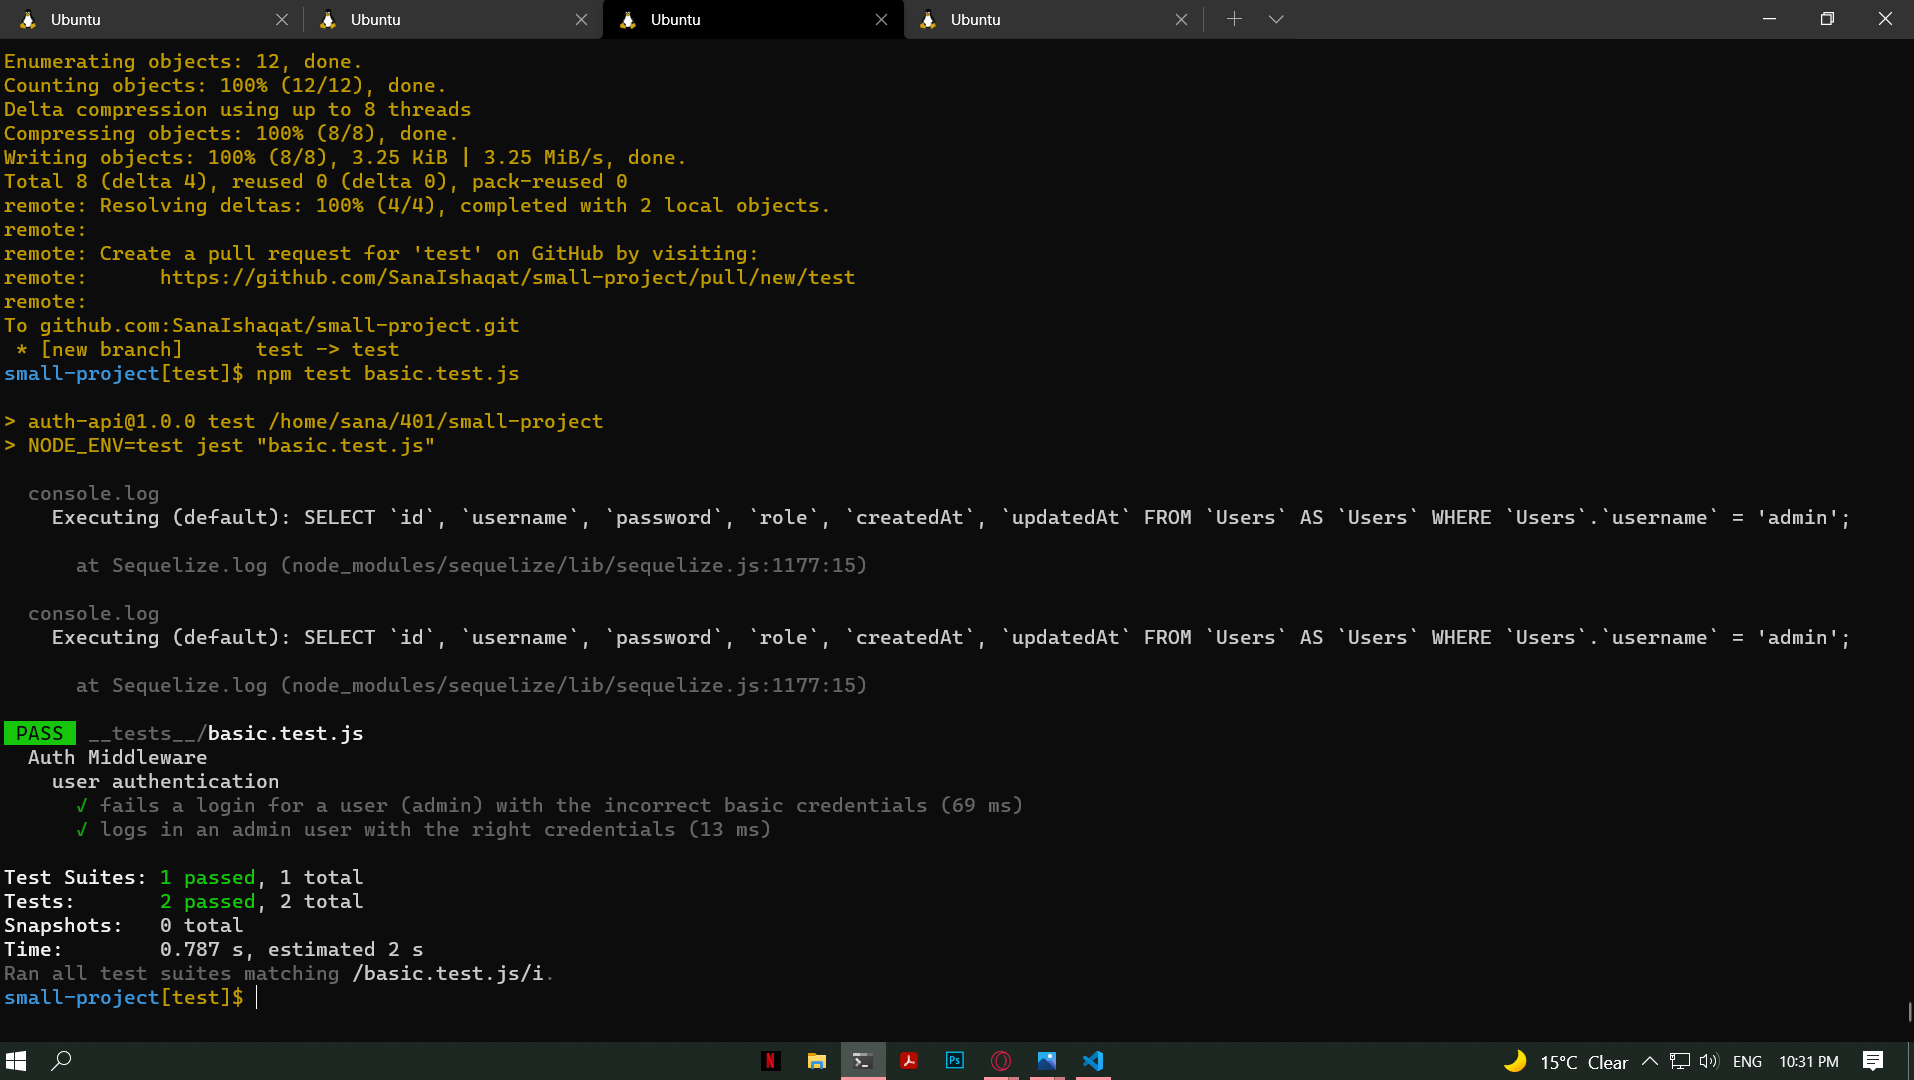 Ubuntu
Ubuntu
Ubuntu
Ubuntu
Enumerating objects: 12, done.
Counting objects: 100% (12/12), done.
Delta compression using up to 8 threads
Compressing objects: 100% (8/8), done.
Writing objects: 100% (8/8), 3.25 KiB | 3.25 MiB/s, done.
Total 8 (delta 4), reused 0 (delta 0), pack-reused 0
remote: Resolving deltas: 100% (4/4), completed with 2 local objects.
remote:
remote: Create a pull request for 'test' on GitHub by visiting:
remote:      https://github.com/SanaIshaqat/small-project/pull/new/test
remote:
To github.com:SanaIshaqat/small-project.git
 * [new branch]      test -> test
small-project[test]$ npm test basic.test.js
> auth-api@1.0.0 test /home/sana/401/small-project
> NODE_ENV=test jest "basic.test.js"
  console.log
    Executing (default): SELECT `id`, `username`, `password`, `role`, `createdAt`, `updatedAt` FROM `Users` AS `Users` WHERE `Users`.`username` = 'admin';
      at Sequelize.log (node_modules/sequelize/lib/sequelize.js:1177:15)
  console.log
    Executing (default): SELECT `id`, `username`, `password`, `role`, `createdAt`, `updatedAt` FROM `Users` AS `Users` WHERE `Users`.`username` = 'admin';
      at Sequelize.log (node_modules/sequelize/lib/sequelize.js:1177:15)
PASS __tests__/basic.test.js
  Auth Middleware
    user authentication
      √ fails a login for a user (admin) with the incorrect basic credentials (69 ms)
      √ logs in an admin user with the right credentials (13 ms)
Test Suites: 1 passed, 1 total
Tests:       2 passed, 2 total
Snapshots:   0 total
Time:        0.787 s, estimated 2 s
Ran all test suites matching /basic.test.js/i.
small-project[test]$
N
Ps
15°C Clear
ENG
10:31 PM